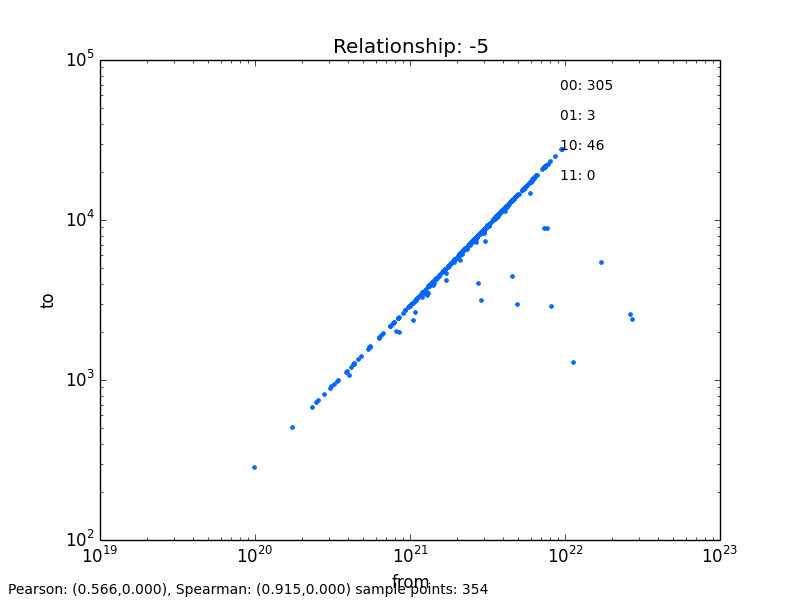 Relationship: -5
10^5
00: 305
01: 3
10: 46
11: 0
10^4
to
10^3
10^2
10^19 10^20 10^21 10^22 10^23
from
Pearson: (0.566,0.000), Spearman: (0.915,0.000) sample points: 354